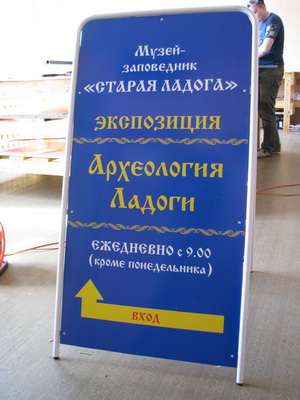 Музей-
заповедник
«СТАРАЯ ЛАДОГА»
ЭКСПОЗИЦИЯ
Археология
Ладоги
ЕЖЕДНЕВНО с 9.00
(кроме понедельника)
ВХОД